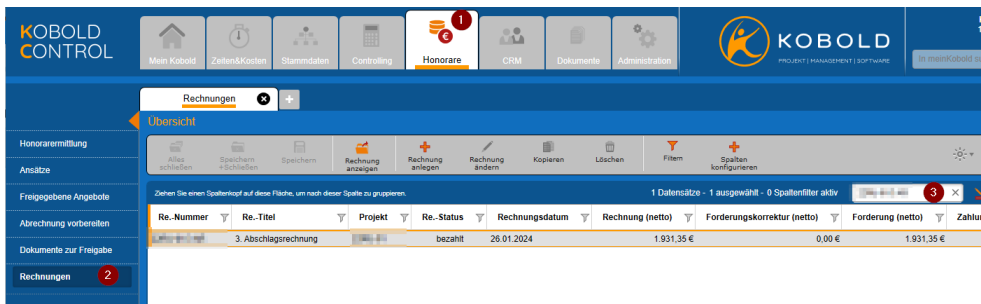 KOBOLD
CONTROL
Mein Kobold
Zeiten&Kosten
Stammdaten
Controlling
1
€
Honorare
CRM
Dokumente
Administration
KOBOLD
PROJEKT | MANAGEMENT | SOFTWARE
In meinKobold
Rechnungen
Übersicht
Honorarermittlung
Ansätze
Freigegebene Angebote
Abrechnung vorbereiten
Dokumente zur Freigabe
Rechnungen 2
Alles schließen
Speichern +Schließen
Speichern
Rechnung anzeigen
Rechnung anlegen
Rechnung ändern
Kopieren
Löschen
Filtern
Spalten konfigurieren
Ziehen Sie einen Spaltenkopf auf diese Fläche, um nach dieser Spalte zu gruppieren.
1 Datensätze - 1 ausgewählt - 0 Spaltenfilter aktiv
3
Re.-Nummer Re.-Titel Projekt Re.-Status Rechnungsdatum Rechnung (netto) Forderungskorrektur (netto) Forderung (netto)
3. Abschlagsrechnung bezahlt 26.01.2024 1.931,35 € 0,00 € 1.931,35 €